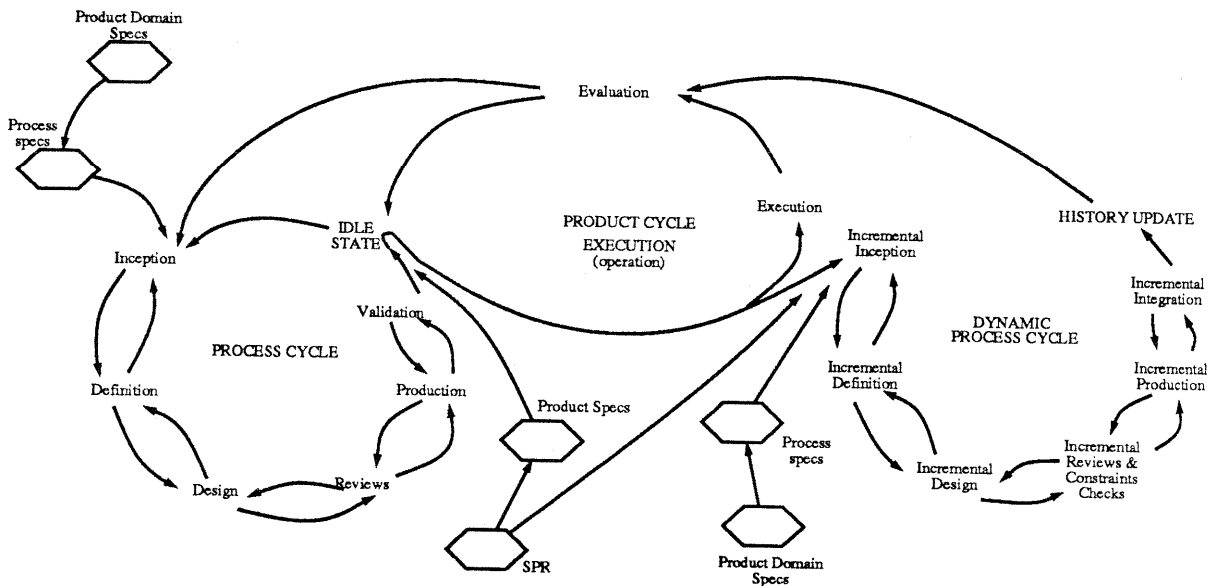 Product Domain
Specs
Process
specs
Evaluation
Execution
PRODUCT CYCLE
EXECUTION
(operation)
IDLE
STATE
HISTORY UPDATE
Inception
Incremental
Inception
Incremental
Integration
Validation
PROCESS CYCLE
DYNAMIC
PROCESS CYCLE
Definition
Production
Incremental
Definition
Incremental
Production
Product Specs
Process
specs
Design
Reviews
Incremental
Design
Incremental
Reviews &
Constraints
Checks
SPR
Product Domain
Specs